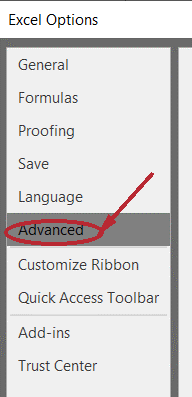 Excel Options
General
Formulas
Proofing
Save
Language
Advanced
Customize Ribbon
Quick Access Toolbar
Add-ins
Trust Center